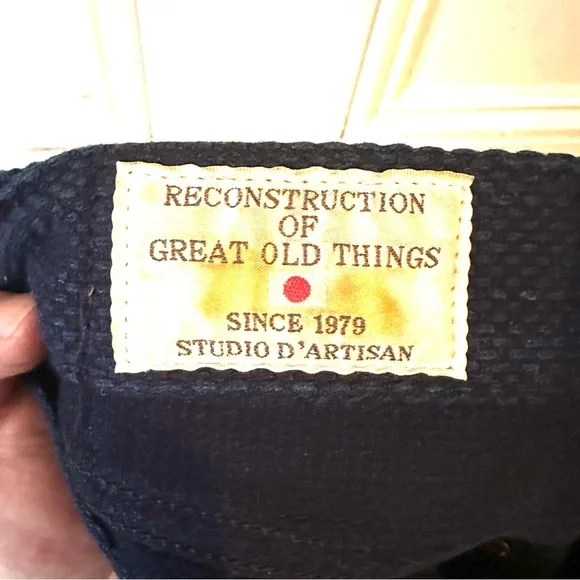 RECONSTRUCTION
OF
GREAT OLD THINGS
SINCE 1979
STUDIO D'ARTISAN